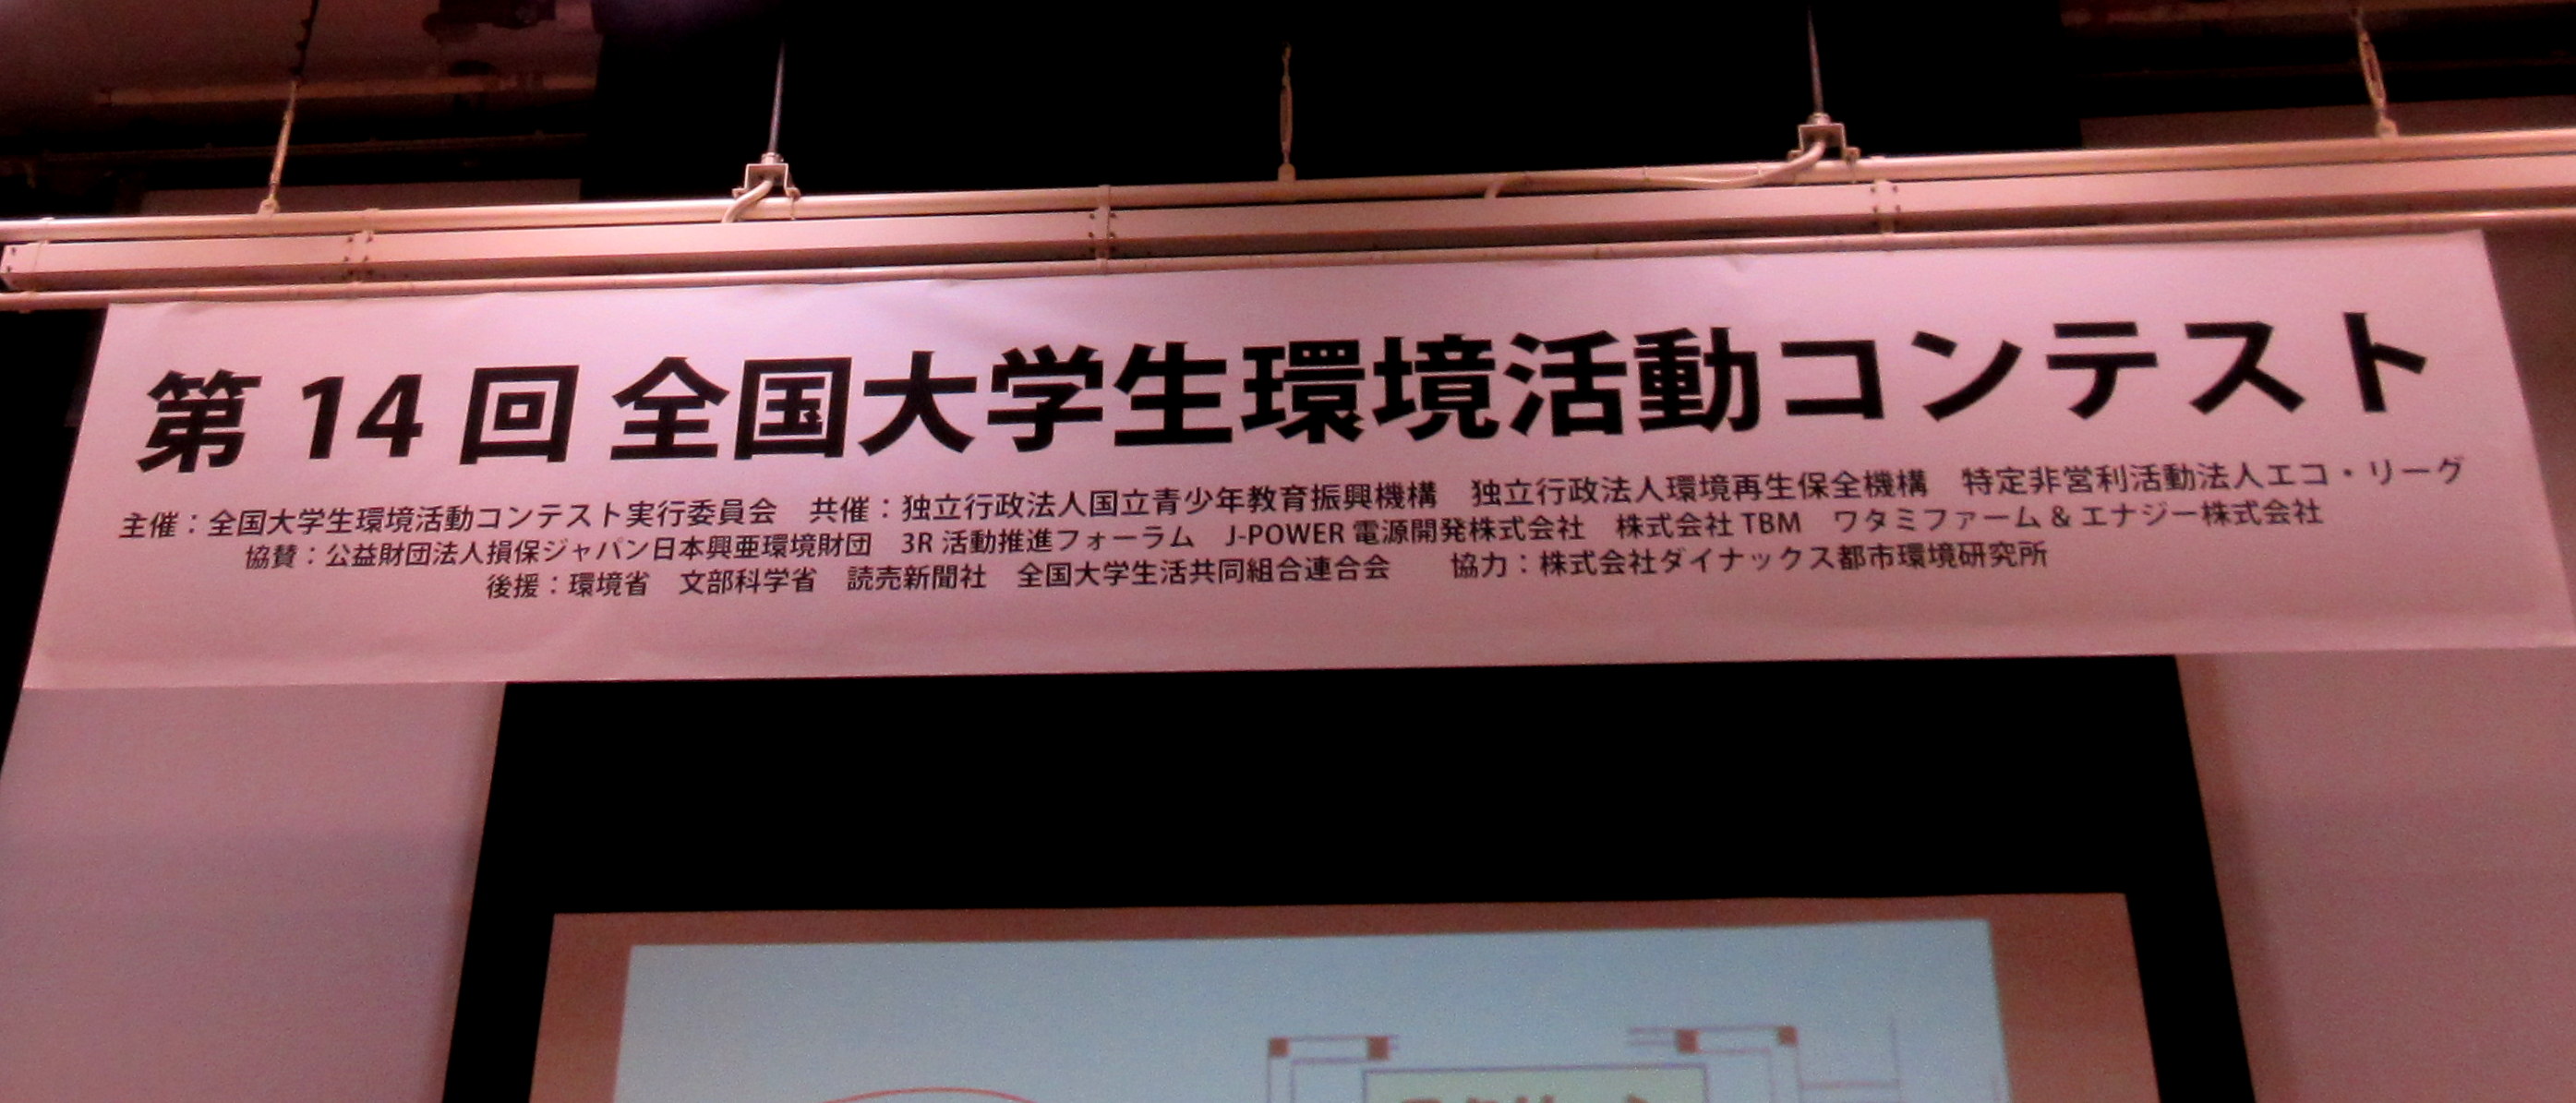 第 14 回 全国大学生環境活動コンテスト
主催：全国大学生環境活動コンテスト実行委員会　共催：独立行政法人国立青少年教育振興機構　独立行政法人環境再生保全機構　特定非営利活動法人エコ・リーグ
協賛：公益財団法人損保ジャパン日本興亜環境財団　3R 活動推進フォーラム　J-POWER 電源開発株式会社　株式会社 TBM　ワタミファーム & エナジー株式会社
後援：環境省　文部科学省　読売新聞社　全国大学生活共同組合連合会　　協力：株式会社ダイナックス都市環境研究所